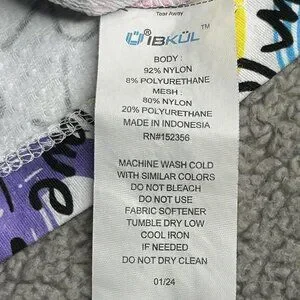 Tear Away
IBKÜL™
BODY:
92% NYLON
8% POLYURETHANE
MESH:
80% NYLON
20% POLYURETHANE
MADE IN INDONESIA
RN#152356
MACHINE WASH COLD
WITH SIMILAR COLORS
DO NOT BLEACH
DO NOT USE
FABRIC SOFTENER
TUMBLE DRY LOW
COOL IRON
IF NEEDED
DO NOT DRY CLEAN
01/24